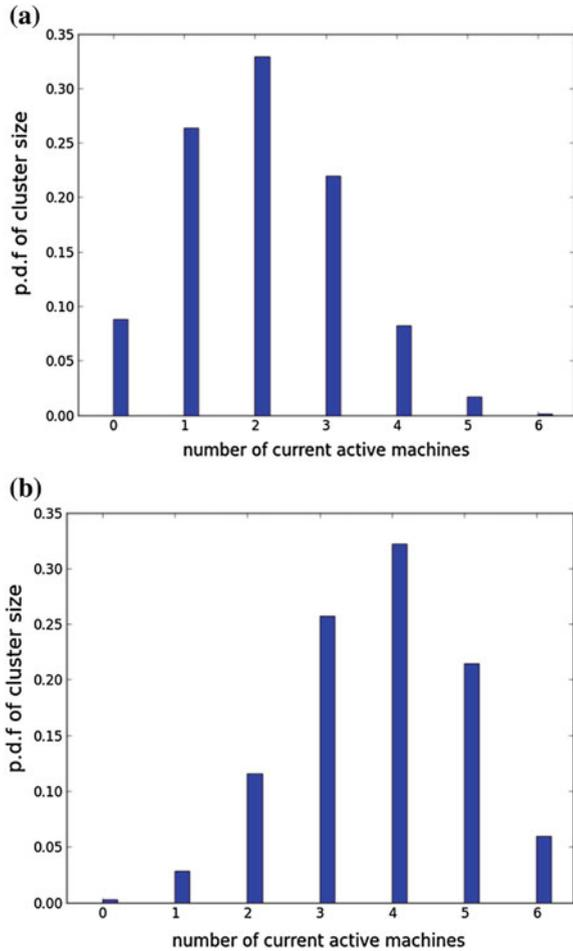 (a)
0.35
0.30
0.25
0.20
0.15
0.10
0.05
0.00
p.d.f of cluster size
0 1 2 3 4 5 6
number of current active machines
(b)
0.35
0.30
0.25
0.20
0.15
0.10
0.05
0.00
p.d.f of cluster size
0 1 2 3 4 5 6
number of current active machines